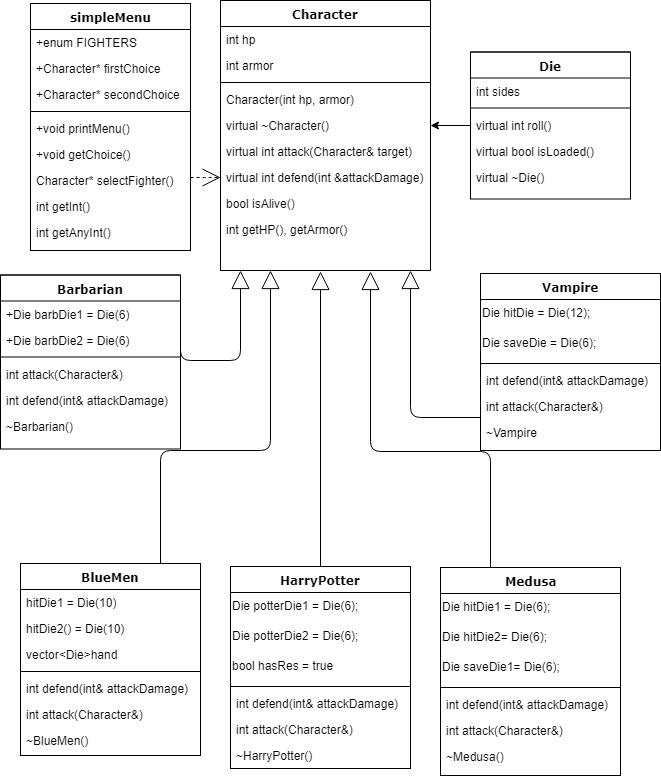 simpleMenu
+enum FIGHTERS
+Character* firstChoice
+Character* secondChoice
+void printMenu()
+void getChoice()
Character* selectFighter()
int getInt()
int getAnyInt()
Character
int hp
int armor
Character(int hp, armor)
virtual ~Character()
virtual int attack(Character& target)
virtual int defend(int &attackDamage)
bool isAlive()
int getHP(), getArmor()
Die
int sides
virtual int roll()
virtual bool isLoaded()
virtual ~Die()
Barbarian
+Die barbDie1 = Die(6)
+Die barbDie2 = Die(6)
int attack(Character&)
int defend(int& attackDamage)
~Barbarian()
Vampire
Die hitDie = Die(12);
Die saveDie = Die(6);
int defend(int& attackDamage)
int attack(Character&)
~Vampire
BlueMen
hitDie1 = Die(10)
hitDie2() = Die(10)
vector<Die>hand
int defend(int& attackDamage)
int attack(Character&)
~BlueMen()
HarryPotter
Die potterDie1 = Die(6);
Die potterDie2 = Die(6);
bool hasRes = true
int defend(int& attackDamage)
int attack(Character&)
~HarryPotter()
Medusa
Die hitDie1 = Die(6);
Die hitDie2= Die(6);
Die saveDie1= Die(6);
int defend(int& attackDamage)
int attack(Character&)
~Medusa()